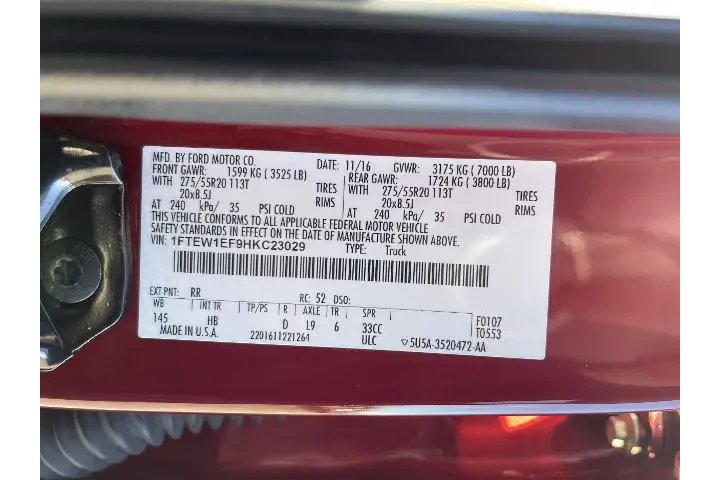 MFD. BY FORD MOTOR CO.
DATE: 11/16 GVWR: 3175 KG ( 7000 LB)
FRONT GAWR: 1599 KG ( 3525 LB) REAR GAWR: 1724 KG ( 3800 LB)
WITH 275/55R20 113T TIRES WITH 275/55R20 113T TIRES
20x8.5J RIMS 20x8.5J RIMS
AT 240 kPa/ 35 PSI COLD AT 240 kPa/ 35 PSI COLD
THIS VEHICLE CONFORMS TO ALL APPLICABLE FEDERAL MOTOR VEHICLE
SAFETY STANDARDS IN EFFECT ON THE DATE OF MANUFACTURE SHOWN ABOVE.
VIN: 1FTEW1EF9HKC23029
TYPE: Truck
EXT PNT: RR RC: 52 DSO:
WB INT TR TP/PS R AXLE TR SPR
145 HB D L9 6 33CC F0107
MADE IN U.S.A. 2201611221264 ULC T0553
▽5U5A-3520472-AA